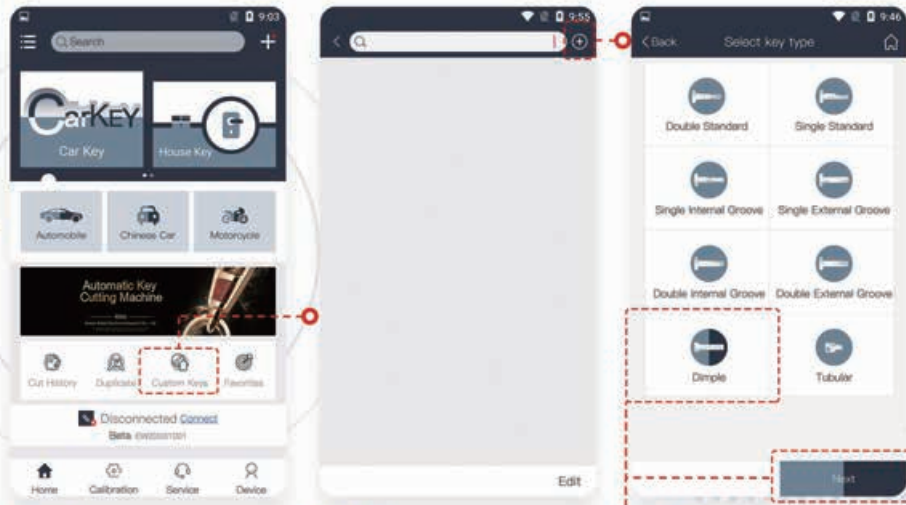 9:03
Search
CarKEY
Car Key
House Key
Automobile
Chinese Car
Motorcycle
Automatic Key
Cutting Machine
Cut History
Duplicate
Custom Keys
Favorites
Disconnected Connect
Beta
Home
Calibration
Service
Device
9:55
Edit
9:46
Back
Select key type
Double Standard
Single Standard
Single Internal Groove
Single External Groove
Double Internal Groove
Double External Groove
Dimple
Tubular
Next